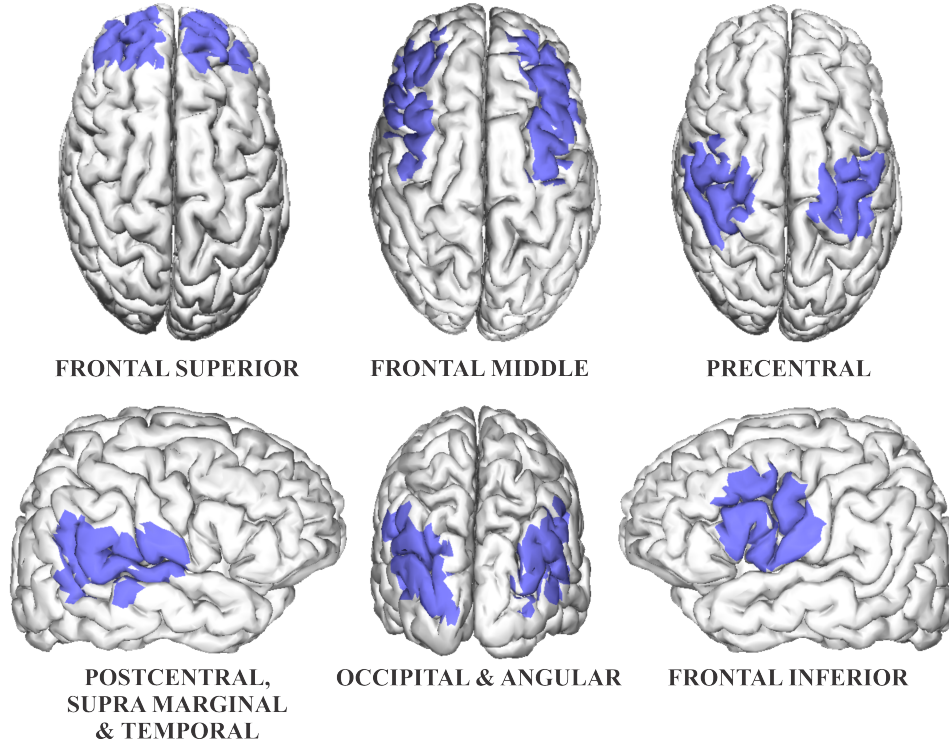 FRONTAL SUPERIOR
FRONTAL MIDDLE
PRECENTRAL
POSTCENTRAL,
SUPRA MARGINAL
& TEMPORAL
OCCIPITAL & ANGULAR
FRONTAL INFERIOR